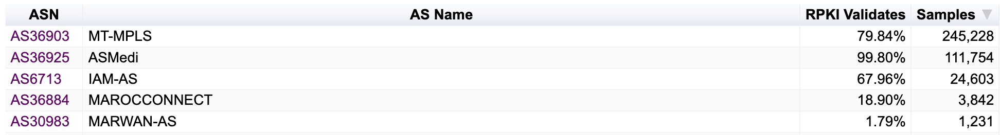 ASN AS Name RPKI Validates Samples ▼
AS36903 MT-MPLS 79.84% 245,228
AS36925 ASMedi 99.80% 111,754
AS6713 IAM-AS 67.96% 24,603
AS36884 MAROCCONNECT 18.90% 3,842
AS30983 MARWAN-AS 1.79% 1,231